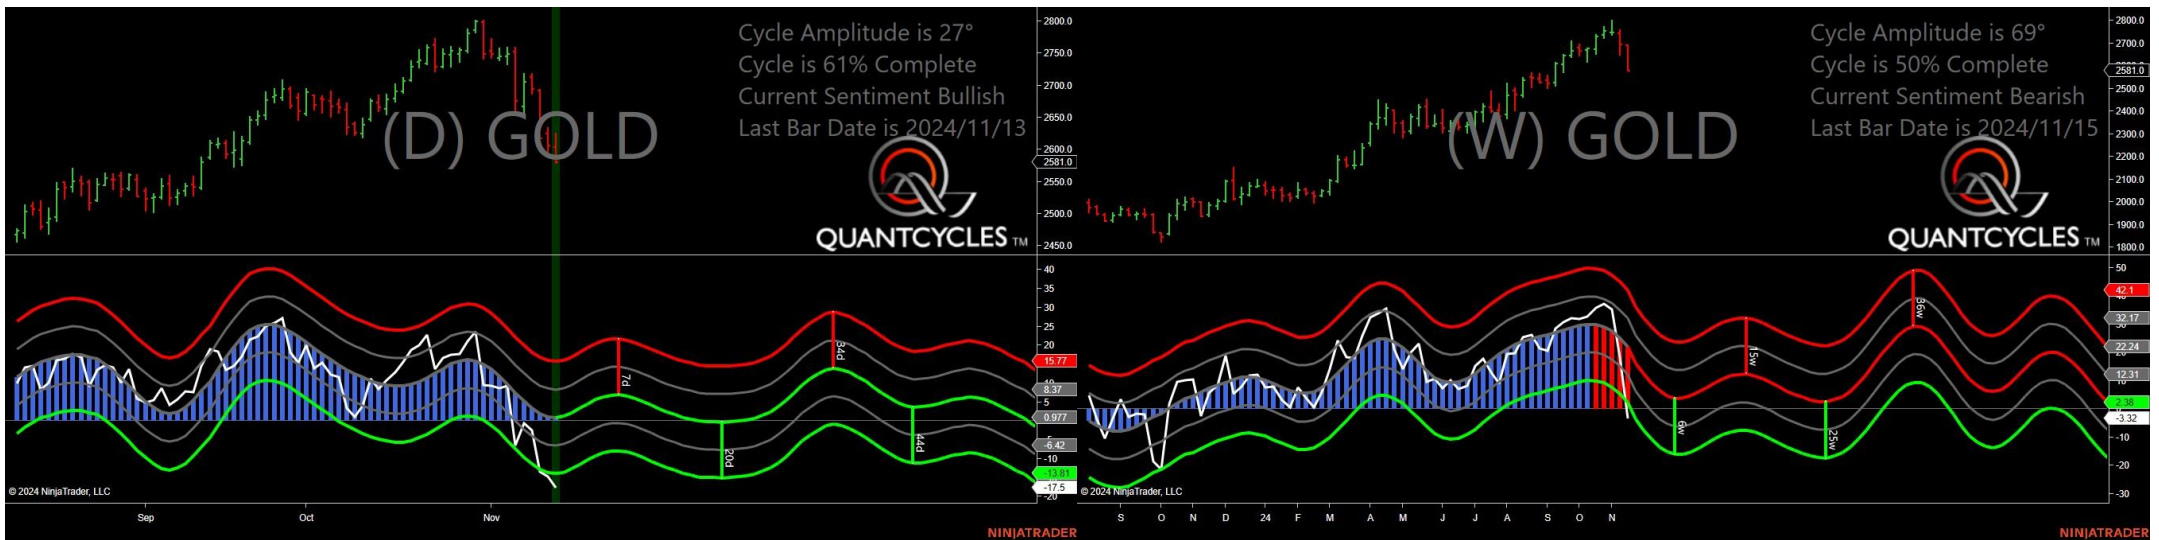 Cycle Amplitude is 27°
Cycle is 61% Complete
Current Sentiment Bullish
Last Bar Date is 2024/11/13
(D) GOLD
QUANTCYCLES TM
2800.0
2750.0
2700.0
2650.0
2600.0
2581.0
2550.0
2500.0
2450.0
40
35
30
25
20
15.77
8.37
5
0.977
-6.42
-10
-13.81
-17.5
-20
7d
20d
34d
44d
© 2024 NinjaTrader, LLC
Sep
Oct
Nov
NINJATRADER
Cycle Amplitude is 69°
Cycle is 50% Complete
Current Sentiment Bearish
Last Bar Date is 2024/11/15
(W) GOLD
QUANTCYCLES TM
2800.0
2700.0
2581.0
2500.0
2400.0
2300.0
2200.0
2100.0
2000.0
1900.0
1800.0
50
42.1
32.17
22.24
12.31
2.38
-3.32
-10
-20
-30
6w
15w
25w
36w
© 2024 NinjaTrader, LLC
S O N D 24 F M A M J J A S O N
NINJATRADER